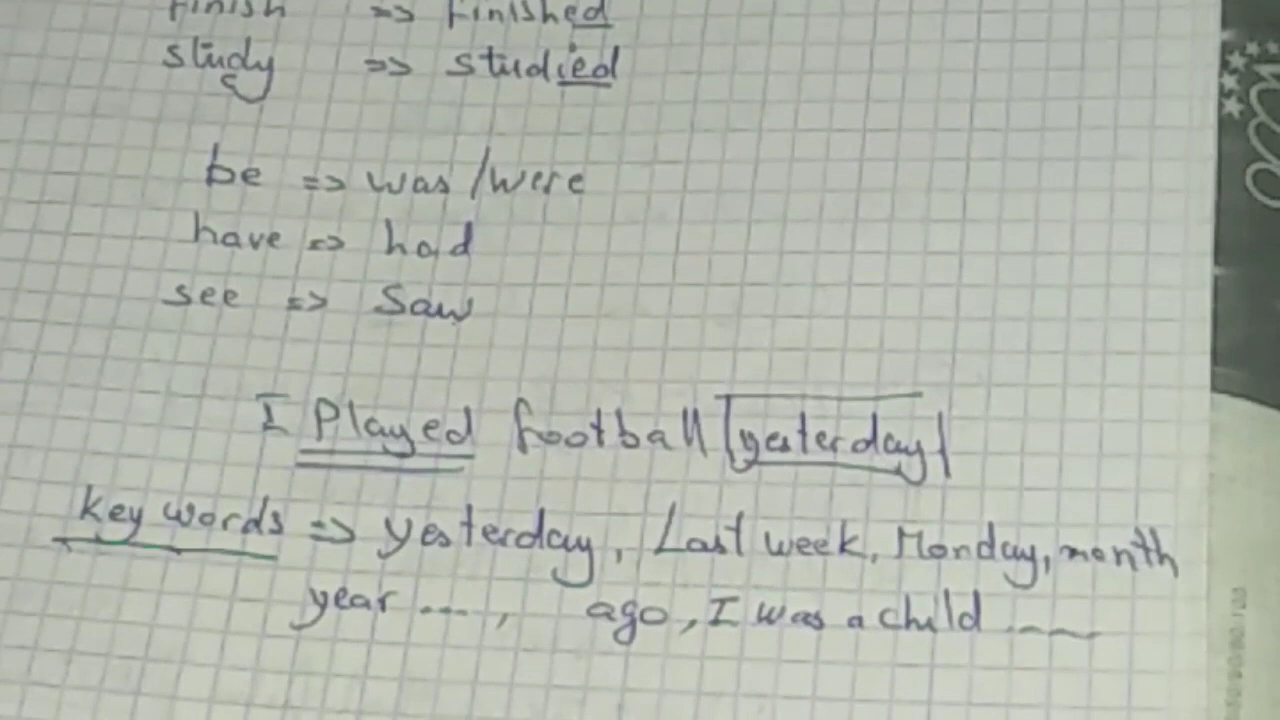 finish => finished
study => studied
be => was/were
have => had
see => saw
I Played football yesterday
key words => yesterday, Last week, Monday, month
year ...., ago, I was a child ......